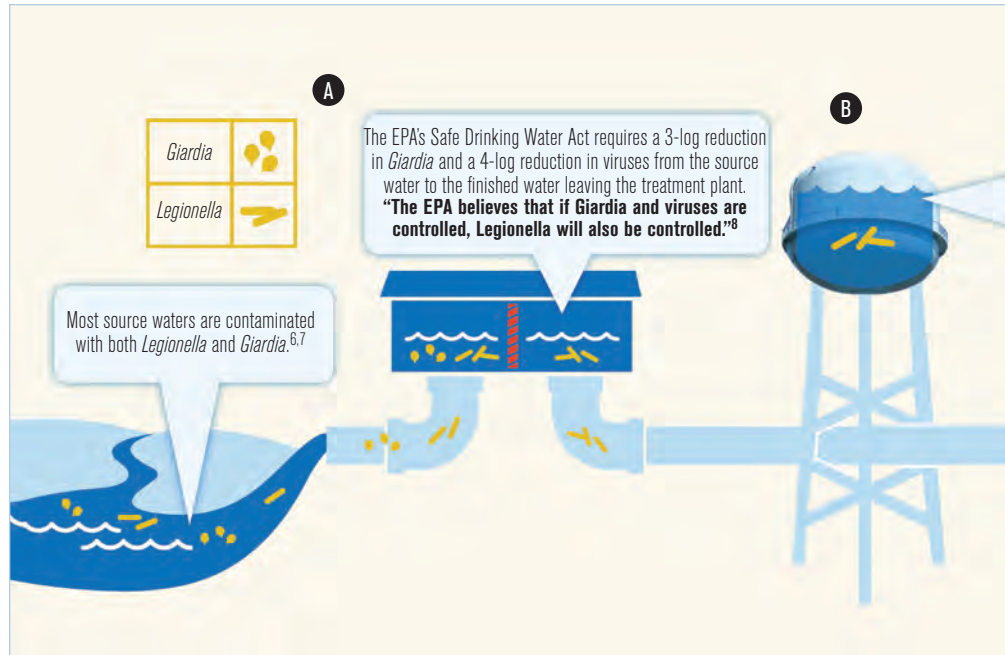 A
B
Giardia
Legionella
The EPA's Safe Drinking Water Act requires a 3-log reduction
in Giardia and a 4-log reduction in viruses from the source
water to the finished water leaving the treatment plant.
“The EPA believes that if Giardia and viruses are
controlled, Legionella will also be controlled.”8
Most source waters are contaminated
with both Legionella and Giardia.6,7